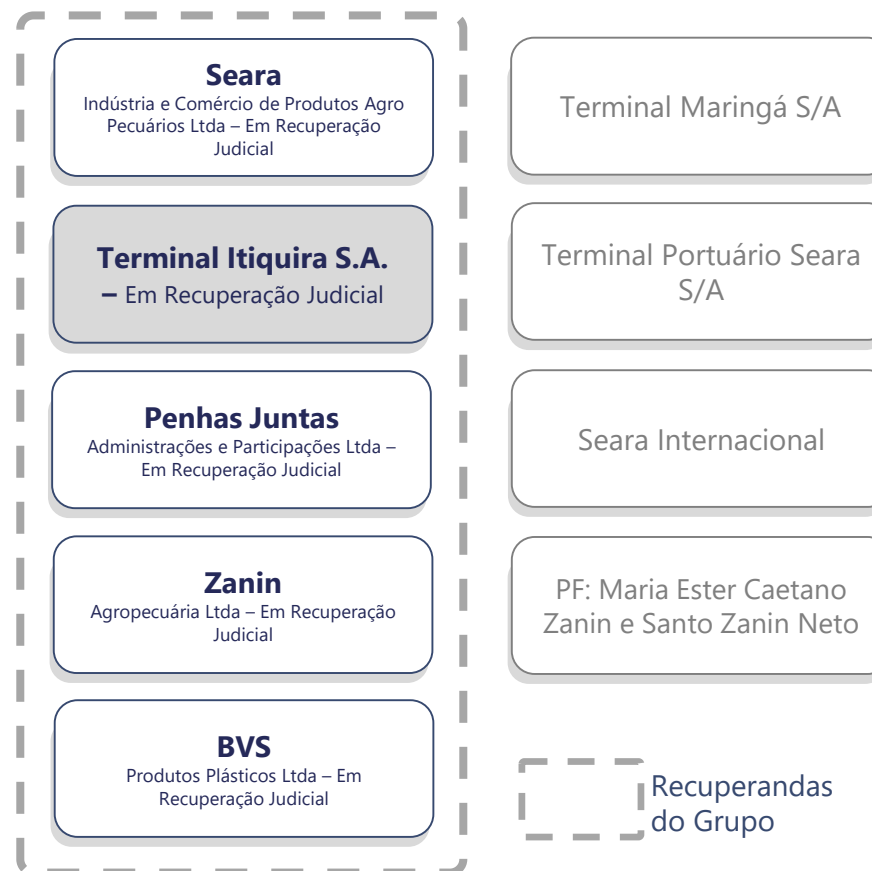 Seara
Indústria e Comércio de Produtos Agro
Pecuários Ltda – Em Recuperação
Judicial
Terminal Itiquira S.A.
– Em Recuperação Judicial
Penhas Juntas
Administrações e Participações Ltda –
Em Recuperação Judicial
Zanin
Agropecuária Ltda – Em Recuperação
Judicial
BVS
Produtos Plásticos Ltda – Em
Recuperação Judicial
Terminal Maringá S/A
Terminal Portuário Seara
S/A
Seara Internacional
PF: Maria Ester Caetano
Zanin e Santo Zanin Neto
Recuperandas
do Grupo